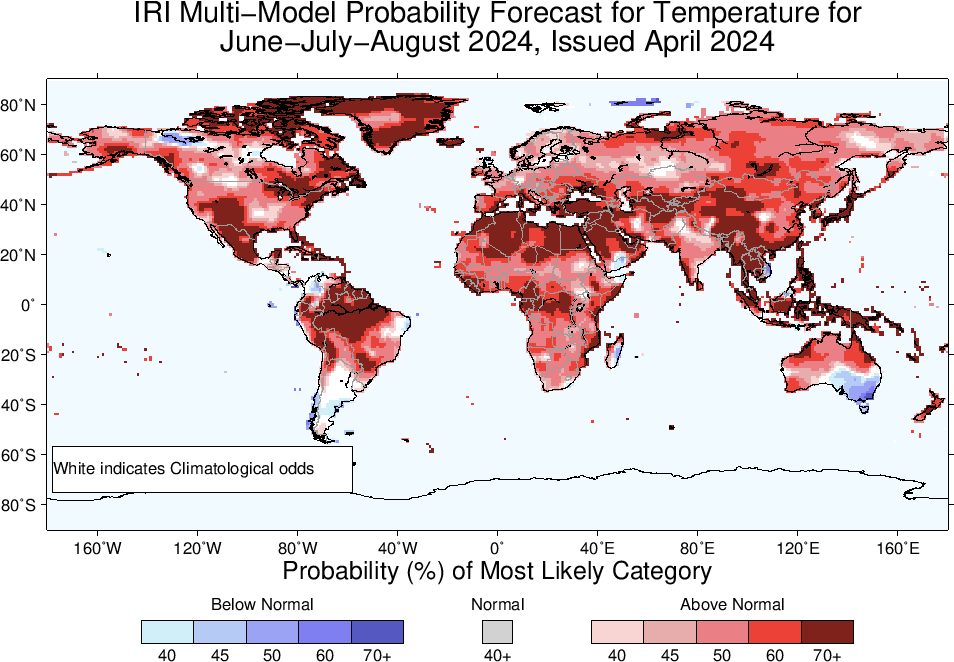 IRI Multi−Model Probability Forecast for Temperature for
June−July−August 2024, Issued April 2024
80˚N
60˚N
40˚N
20˚N
0˚
20˚S
40˚S
60˚S
80˚S
White indicates Climatological odds
160˚W 120˚W 80˚W 40˚W 0˚ 40˚E 80˚E 120˚E 160˚E
Probability (%) of Most Likely Category
Below Normal Normal Above Normal
40 45 50 60 70+ 40+ 40 45 50 60 70+